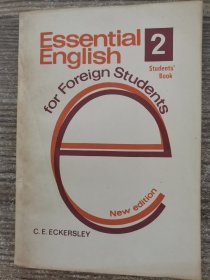 Essential
English
2
Students'
Book
for Foreign Students
New edition
C. E. ECKERSLEY